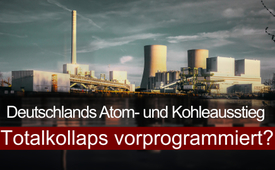 Deutschlands Atom- und Kohleausstieg
Totalkollaps vorprogrammiert?